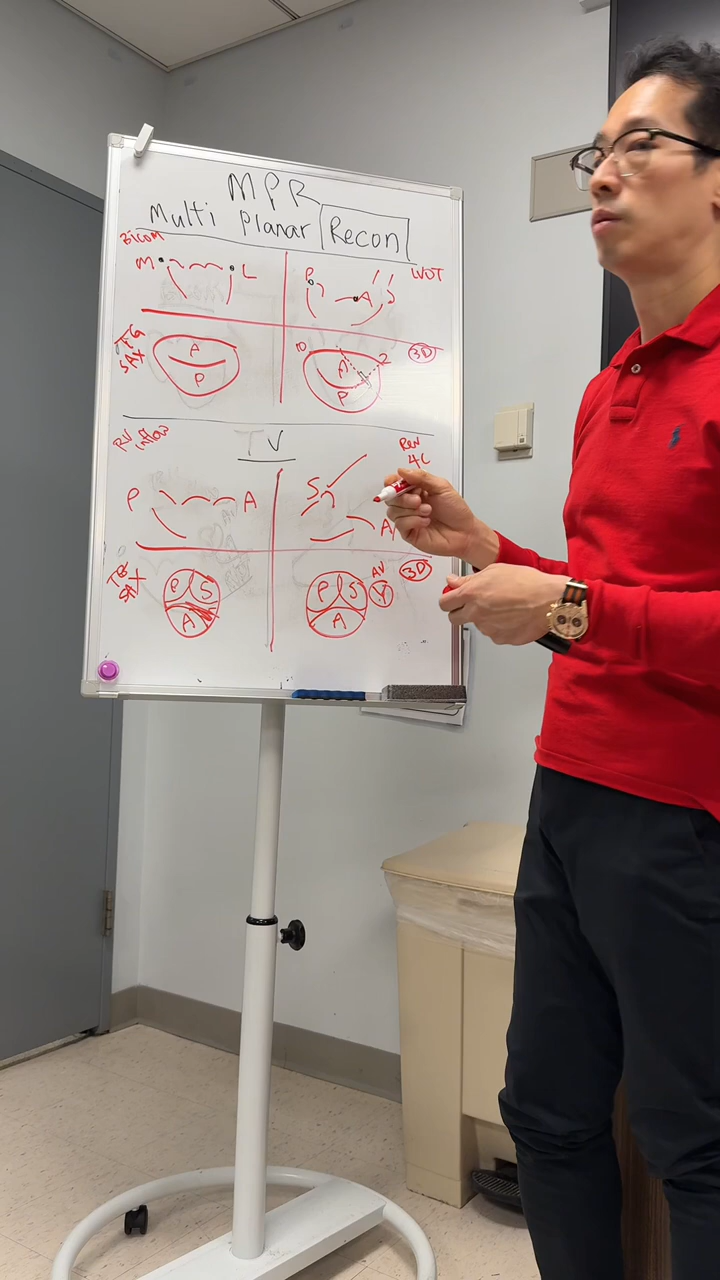 MPR
Multi Planar Recon
Bicom
M L
P A S
LVOT
TG
SAX
A
P
10 2
A
P
3D
RV
inflow
TV
Rev
4C
P A
S
A
TG
SAX
P S
A
P S
A
AV
Y
3D